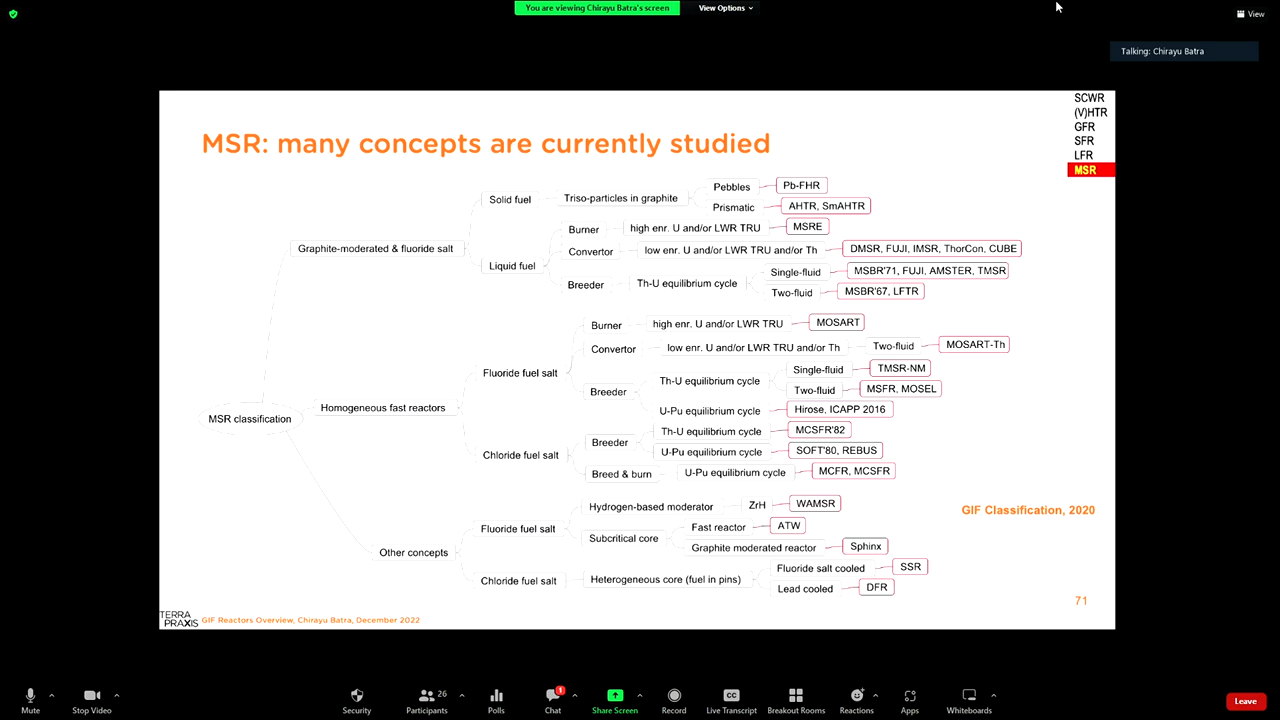 You are viewing Chirayu Batra's screen
View Options
View
Talking: Chirayu Batra
SCWR
(V)HTR
GFR
SFR
LFR
MSR
MSR: many concepts are currently studied
MSR classification
Graphite-moderated & fluoride salt
Solid fuel
Triso-particles in graphite
Pebbles
Pb-FHR
Prismatic
AHTR, SmAHTR
Liquid fuel
Burner
high enr. U and/or LWR TRU
MSRE
Convertor
low enr. U and/or LWR TRU and/or Th
DMSR, FUJI, IMSR, ThorCon, CUBE
Breeder
Th-U equilibrium cycle
Single-fluid
MSBR'71, FUJI, AMSTER, TMSR
Two-fluid
MSBR'67, LFTR
Homogeneous fast reactors
Fluoride fuel salt
Burner
high enr. U and/or LWR TRU
MOSART
Convertor
low enr. U and/or LWR TRU and/or Th
Two-fluid
MOSART-Th
Breeder
Th-U equilibrium cycle
Single-fluid
TMSR-NM
Two-fluid
MSFR, MOSEL
U-Pu equilibrium cycle
Hirose, ICAPP 2016
Chloride fuel salt
Breeder
Th-U equilibrium cycle
MCSFR'82
U-Pu equilibrium cycle
SOFT'80, REBUS
Breed & burn
U-Pu equilibrium cycle
MCFR, MCSFR
Other concepts
Fluoride fuel salt
Hydrogen-based moderator
ZrH
WAMSR
Subcritical core
Fast reactor
ATW
Graphite moderated reactor
Sphinx
Chloride fuel salt
Heterogeneous core (fuel in pins)
Fluoride salt cooled
SSR
Lead cooled
DFR
GIF Classification, 2020
71
TERRA
PRAXIS
GIF Reactors Overview, Chirayu Batra, December 2022
Mute
Stop Video
Security
Participants
26
Polls
Chat
1
Share Screen
Record
CC
Live Transcript
Breakout Rooms
Reactions
Apps
Whiteboards
Leave